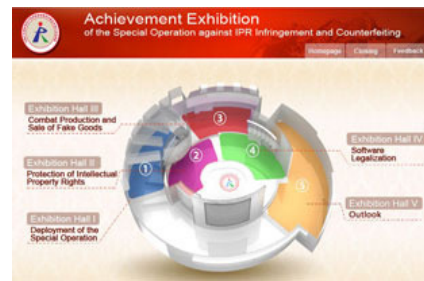 Achievement Exhibition
of the Special Operation against IPR Infringement and Counterfeiting
Homepage Closing Feedback
Exhibition Hall III
Combat Production and
Sale of Fake Goods
Exhibition Hall II
Protection of Intellectual
Property Rights
Exhibition Hall I
Deployment of the
Special Operation
3
1
2
4
5
Exhibition Hall IV
Software
Legalization
Exhibition Hall V
Outlook